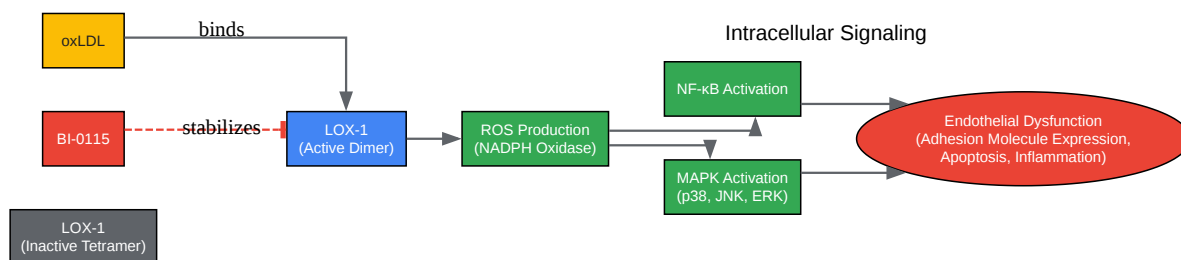 oxLDL
binds
Intracellular Signaling
BI-0115
stabilizes
LOX-1
(Active Dimer)
ROS Production
(NADPH Oxidase)
NF-κB Activation
MAPK Activation
(p38, JNK, ERK)
Endothelial Dysfunction
(Adhesion Molecule Expression,
Apoptosis, Inflammation)
LOX-1
(Inactive Tetramer)